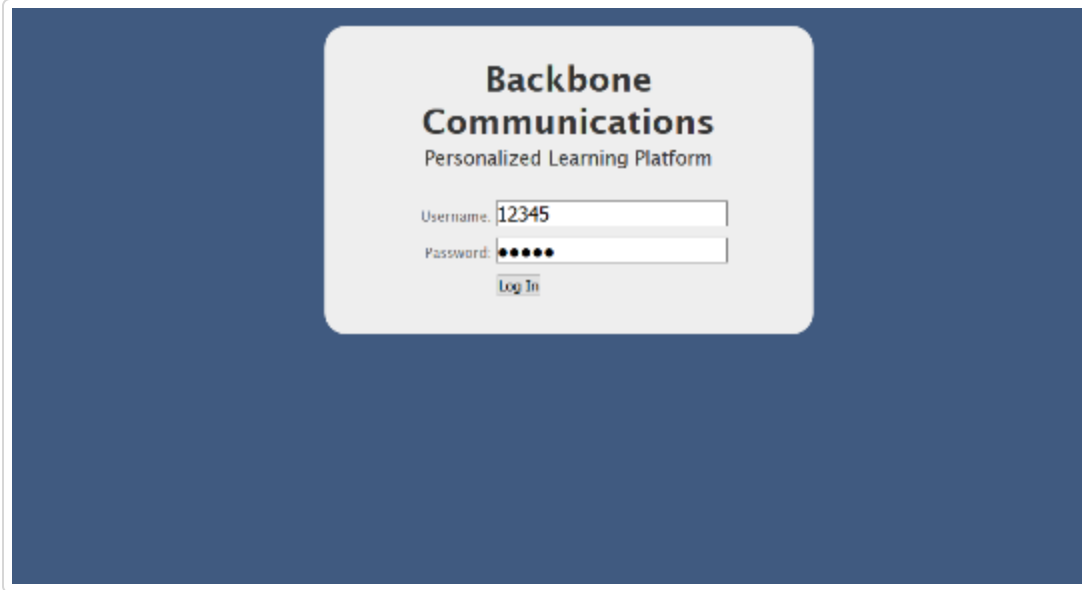 Backbone
Communications
Personalized Learning Platform
Username: 12345
Password: •••••
Log In